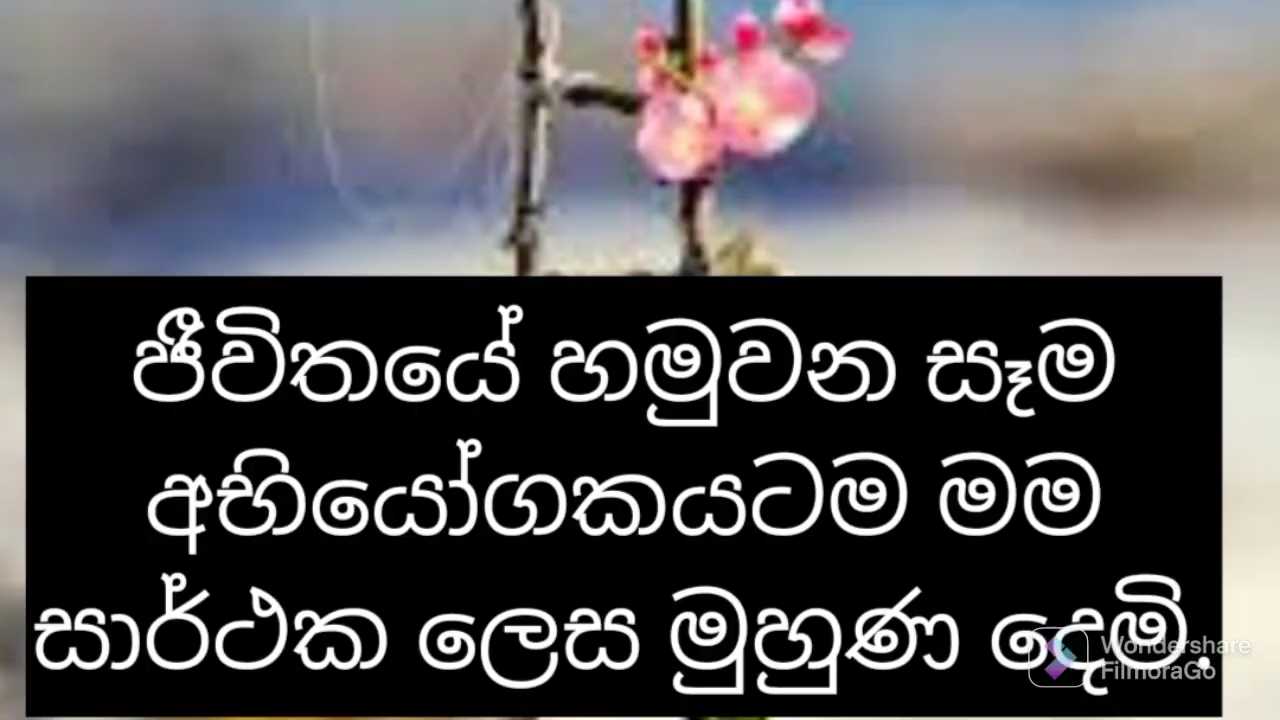 ජීවිතයේ හමුවන සෑම
අභියෝගකයටම මම
සාර්ථක ලෙස මුහුණ දෙමි.
Wondershare
FilmoraGo